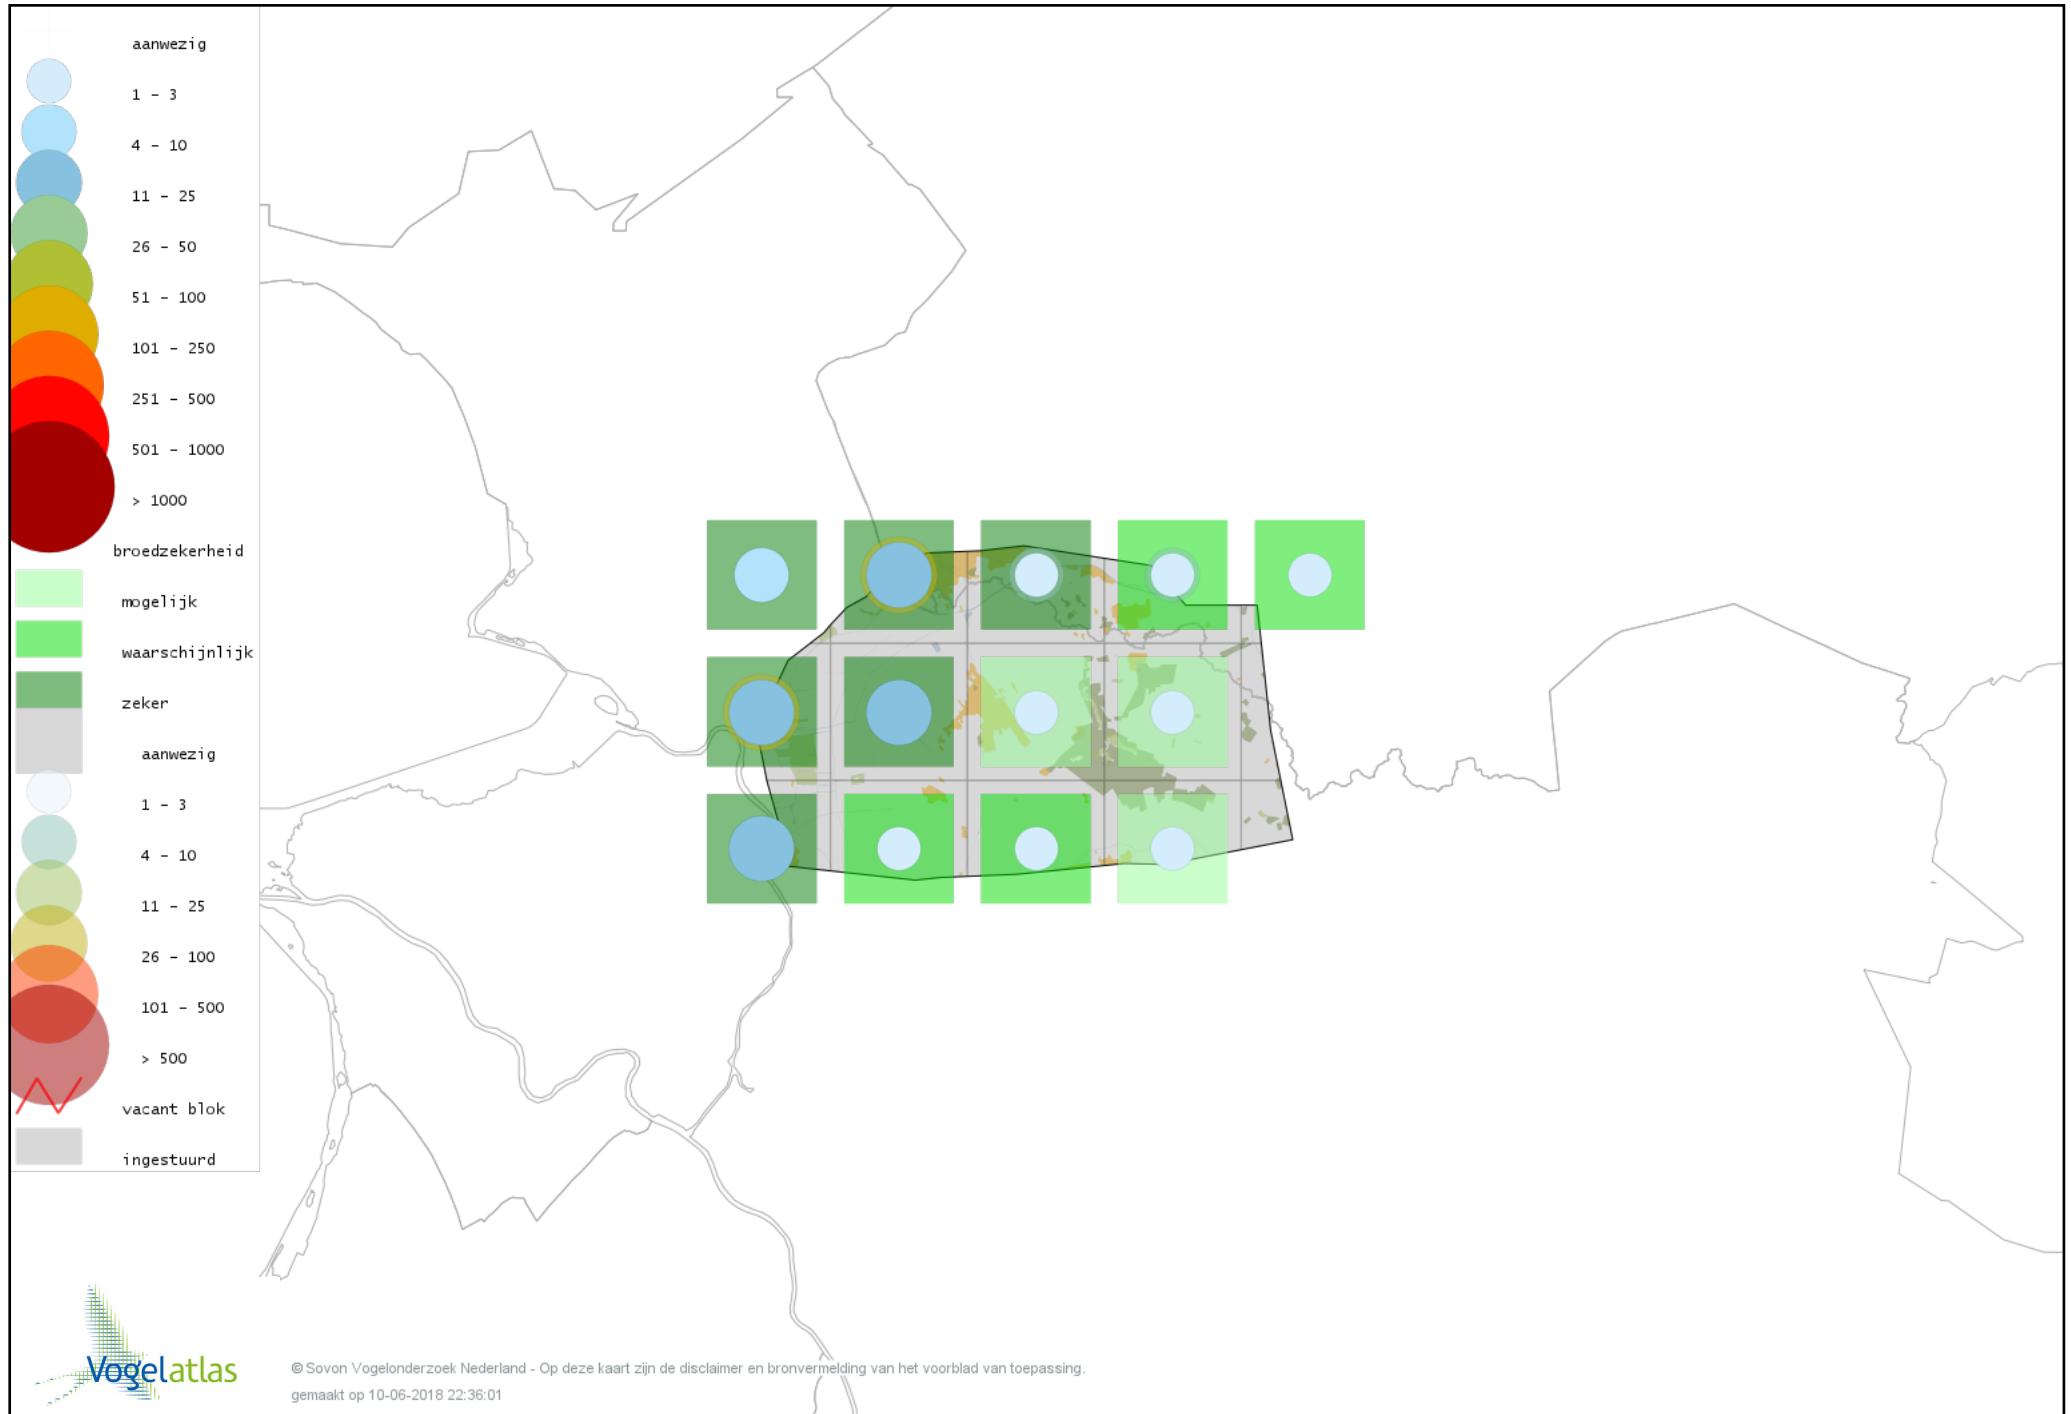 aanwezig
1 - 3
4 - 10
11 - 25
26 - 50
51 - 100
101 - 250
251 - 500
501 - 1000
> 1000
broedzekerheid
mogelijk
waarschijnlijk
zeker
aanwezig
1 - 3
4 - 10
11 - 25
26 - 100
101 - 500
> 500
vacant blok
ingestuurd
Vogelatlas
© Sovon Vogelonderzoek Nederland - Op deze kaart zijn de disclaimer en bronvermelding van het voorblad van toepassing.
gemaakt op 10-06-2018 22:36:01